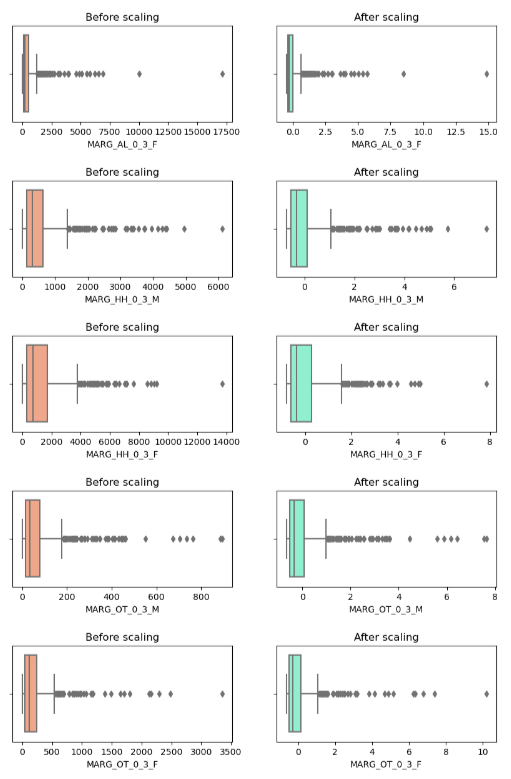 Before scaling After scaling
0 2500 5000 7500 10000 12500 15000 17500 0.0 2.5 5.0 7.5 10.0 12.5 15.0
MARG_AL_0_3_F MARG_AL_0_3_F
Before scaling After scaling
0 1000 2000 3000 4000 5000 6000 0 2 4 6
MARG_HH_0_3_M MARG_HH_0_3_M
Before scaling After scaling
0 2000 4000 6000 8000 10000 12000 14000 0 2 4 6 8
MARG_HH_0_3_F MARG_HH_0_3_F
Before scaling After scaling
0 200 400 600 800 0 2 4 6 8
MARG_OT_0_3_M MARG_OT_0_3_M
Before scaling After scaling
0 500 1000 1500 2000 2500 3000 3500 0 2 4 6 8 10
MARG_OT_0_3_F MARG_OT_0_3_F